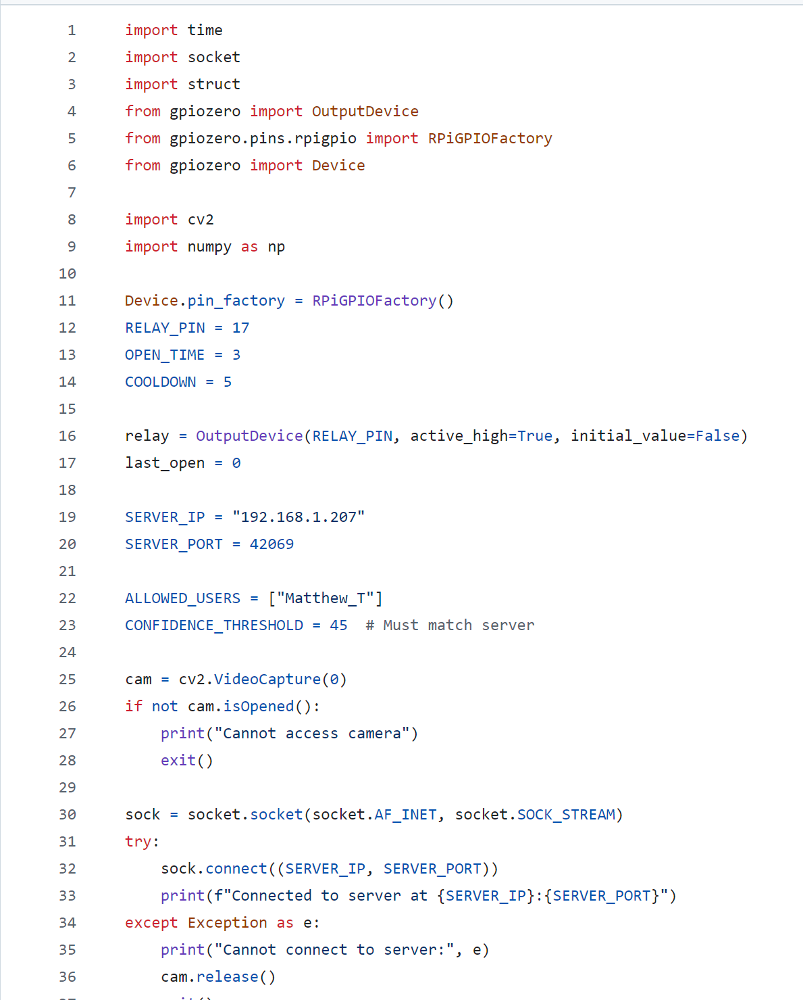 1 import time
2 import socket
3 import struct
4 from gpiozero import OutputDevice
5 from gpiozero.pins.rpigpio import RPiGPIOFactory
6 from gpiozero import Device
7
8 import cv2
9 import numpy as np
10
11 Device.pin_factory = RPiGPIOFactory()
12 RELAY_PIN = 17
13 OPEN_TIME = 3
14 COOLDOWN = 5
15
16 relay = OutputDevice(RELAY_PIN, active_high=True, initial_value=False)
17 last_open = 0
18
19 SERVER_IP = "192.168.1.207"
20 SERVER_PORT = 42069
21
22 ALLOWED_USERS = ["Matthew_T"]
23 CONFIDENCE_THRESHOLD = 45  # Must match server
24
25 cam = cv2.VideoCapture(0)
26 if not cam.isOpened():
27     print("Cannot access camera")
28     exit()
29
30 sock = socket.socket(socket.AF_INET, socket.SOCK_STREAM)
31 try:
32     sock.connect((SERVER_IP, SERVER_PORT))
33     print(f"Connected to server at {SERVER_IP}:{SERVER_PORT}")
34 except Exception as e:
35     print("Cannot connect to server:", e)
36     cam.release()